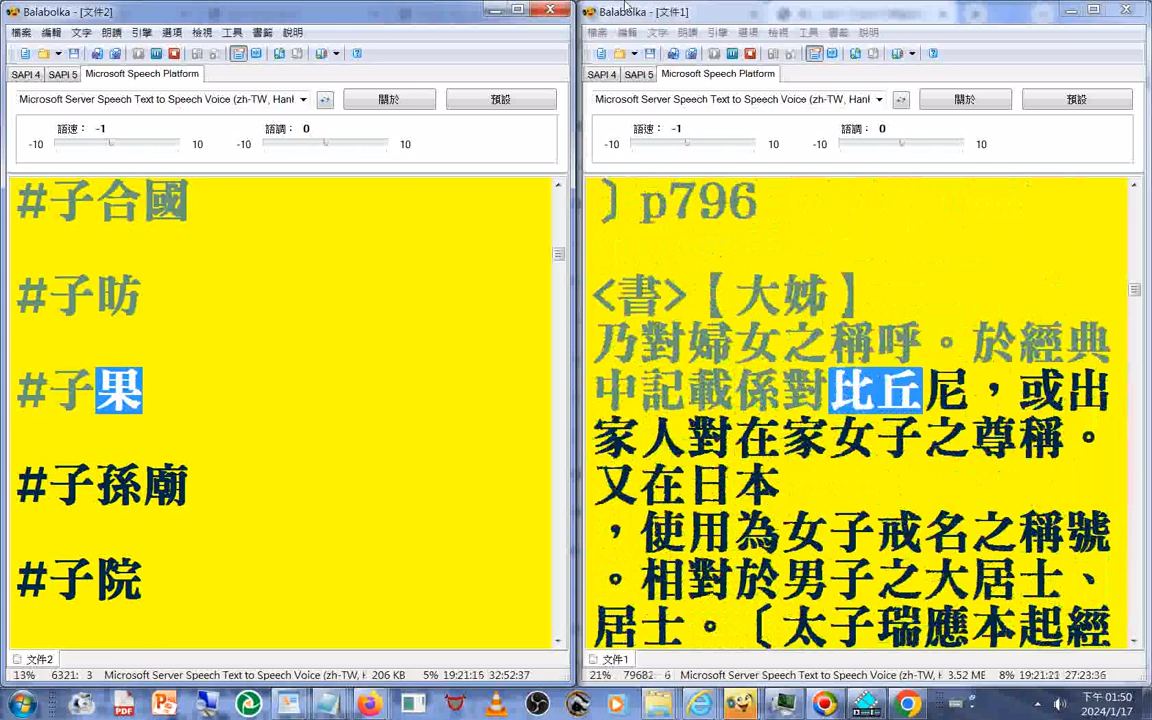 Balabolka - [文件2]
檔案 編輯 文字 朗讀 引擎 選項 檢視 工具 書籤 說明
SAPI 4 SAPI 5 Microsoft Speech Platform
Microsoft Server Speech Text to Speech Voice (zh-TW, Hanl
關於 預設
語速： -1 語調： 0
-10 10 -10 10
#子合國
#子昉
#子果
#子孫廟
#子院
文件2
13% 6321: 3 Microsoft Server Speech Text to Speech Voice (zh-TW, H 206 KB 5% 19:21:16 32:52:37
Balabolka - [文件1]
檔案 編輯 文字 朗讀 引擎 選項 檢視 工具 書籤 說明
SAPI 4 SAPI 5 Microsoft Speech Platform
Microsoft Server Speech Text to Speech Voice (zh-TW, Hanl
關於 預設
語速： -1 語調： 0
-10 10 -10 10
〕p796
<書>【大姊】
乃對婦女之稱呼。於經典
中記載係對比丘尼，或出
家人對在家女子之尊稱。
又在日本
，使用為女子戒名之稱號
。相對於男子之大居士、
居士。〔太子瑞應本起經
文件1
21% 79682: 6 Microsoft Server Speech Text to Speech Voice (zh-TW, H 3.52 ME 8% 19:21:21 27:23:36
下午 01:50
2024/1/17